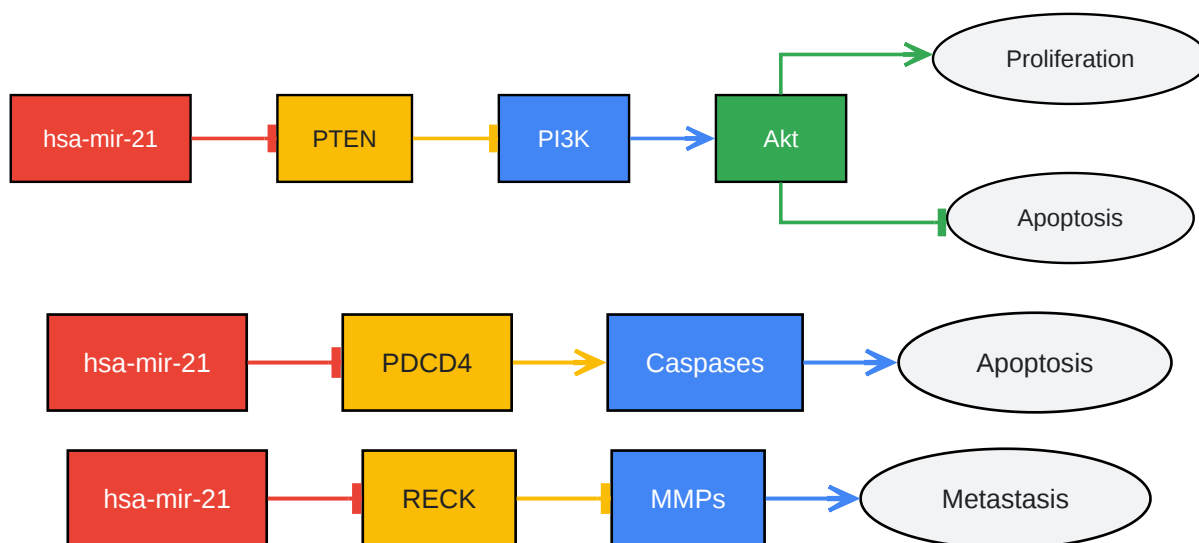 Proliferation
hsa-mir-21
PTEN
PI3K
Akt
Apoptosis
hsa-mir-21
PDCD4
Caspases
Apoptosis
hsa-mir-21
RECK
MMPs
Metastasis